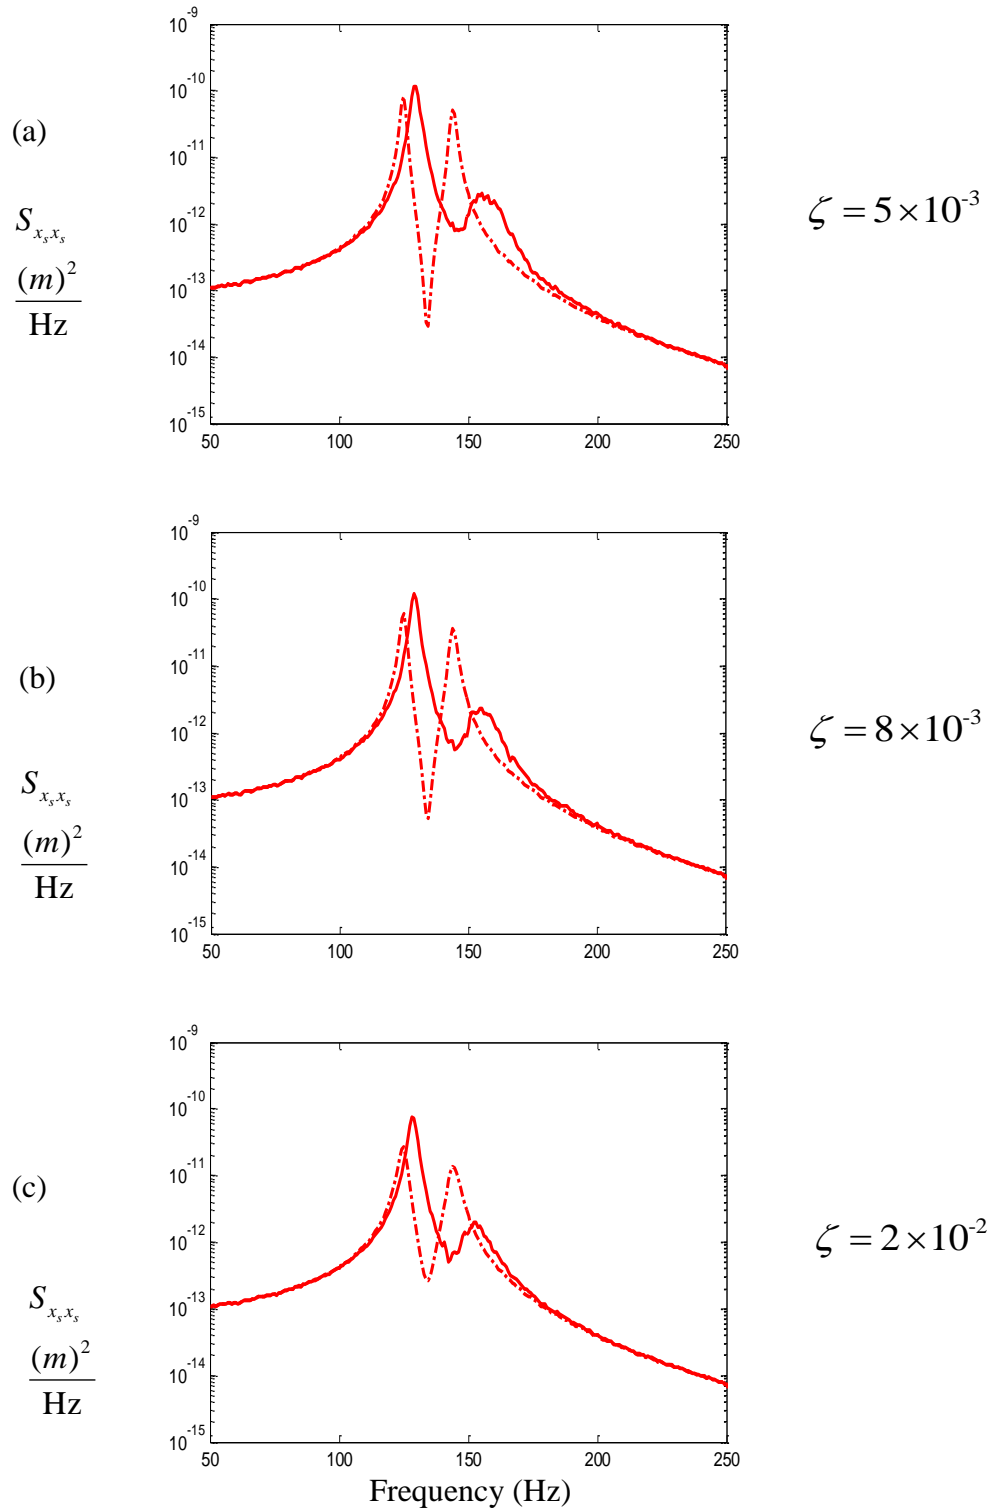 (a)
S_{x_s x_s}
(m)^2
Hz
10^-9
10^-10
10^-11
10^-12
10^-13
10^-14
10^-15
50 100 150 200 250
ζ = 5×10^-3
(b)
S_{x_s x_s}
(m)^2
Hz
10^-9
10^-10
10^-11
10^-12
10^-13
10^-14
10^-15
50 100 150 200 250
ζ = 8×10^-3
(c)
S_{x_s x_s}
(m)^2
Hz
10^-9
10^-10
10^-11
10^-12
10^-13
10^-14
10^-15
50 100 150 200 250
ζ = 2×10^-2
Frequency (Hz)